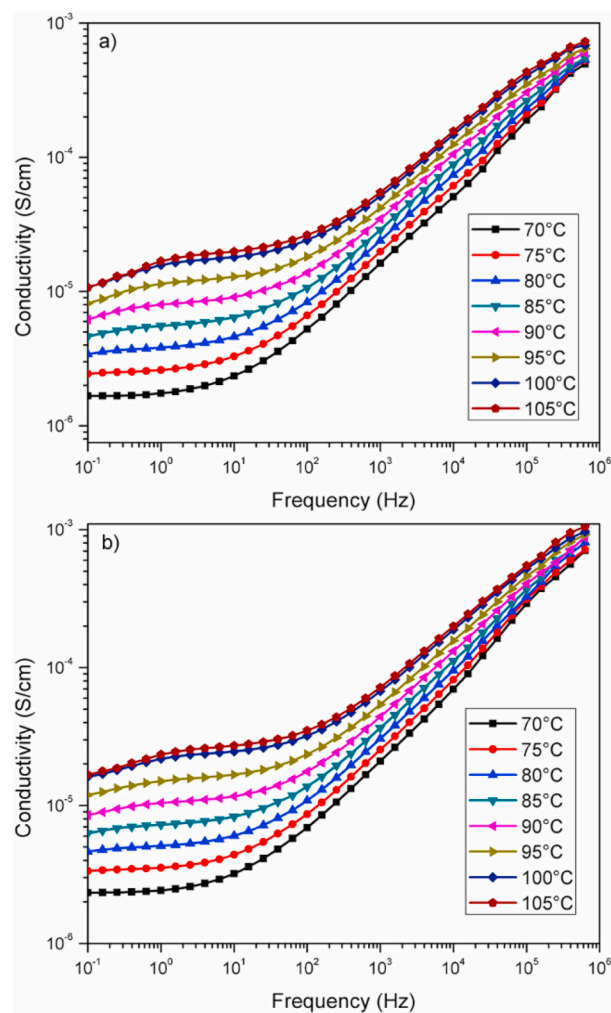 a)
10⁻³
10⁻⁴
10⁻⁵
10⁻⁶
Conductivity (S/cm)
70°C
75°C
80°C
85°C
90°C
95°C
100°C
105°C
10⁻¹ 10⁰ 10¹ 10² 10³ 10⁴ 10⁵ 10⁶
Frequency (Hz)
b)
10⁻³
10⁻⁴
10⁻⁵
10⁻⁶
Conductivity (S/cm)
70°C
75°C
80°C
85°C
90°C
95°C
100°C
105°C
10⁻¹ 10⁰ 10¹ 10² 10³ 10⁴ 10⁵ 10⁶
Frequency (Hz)